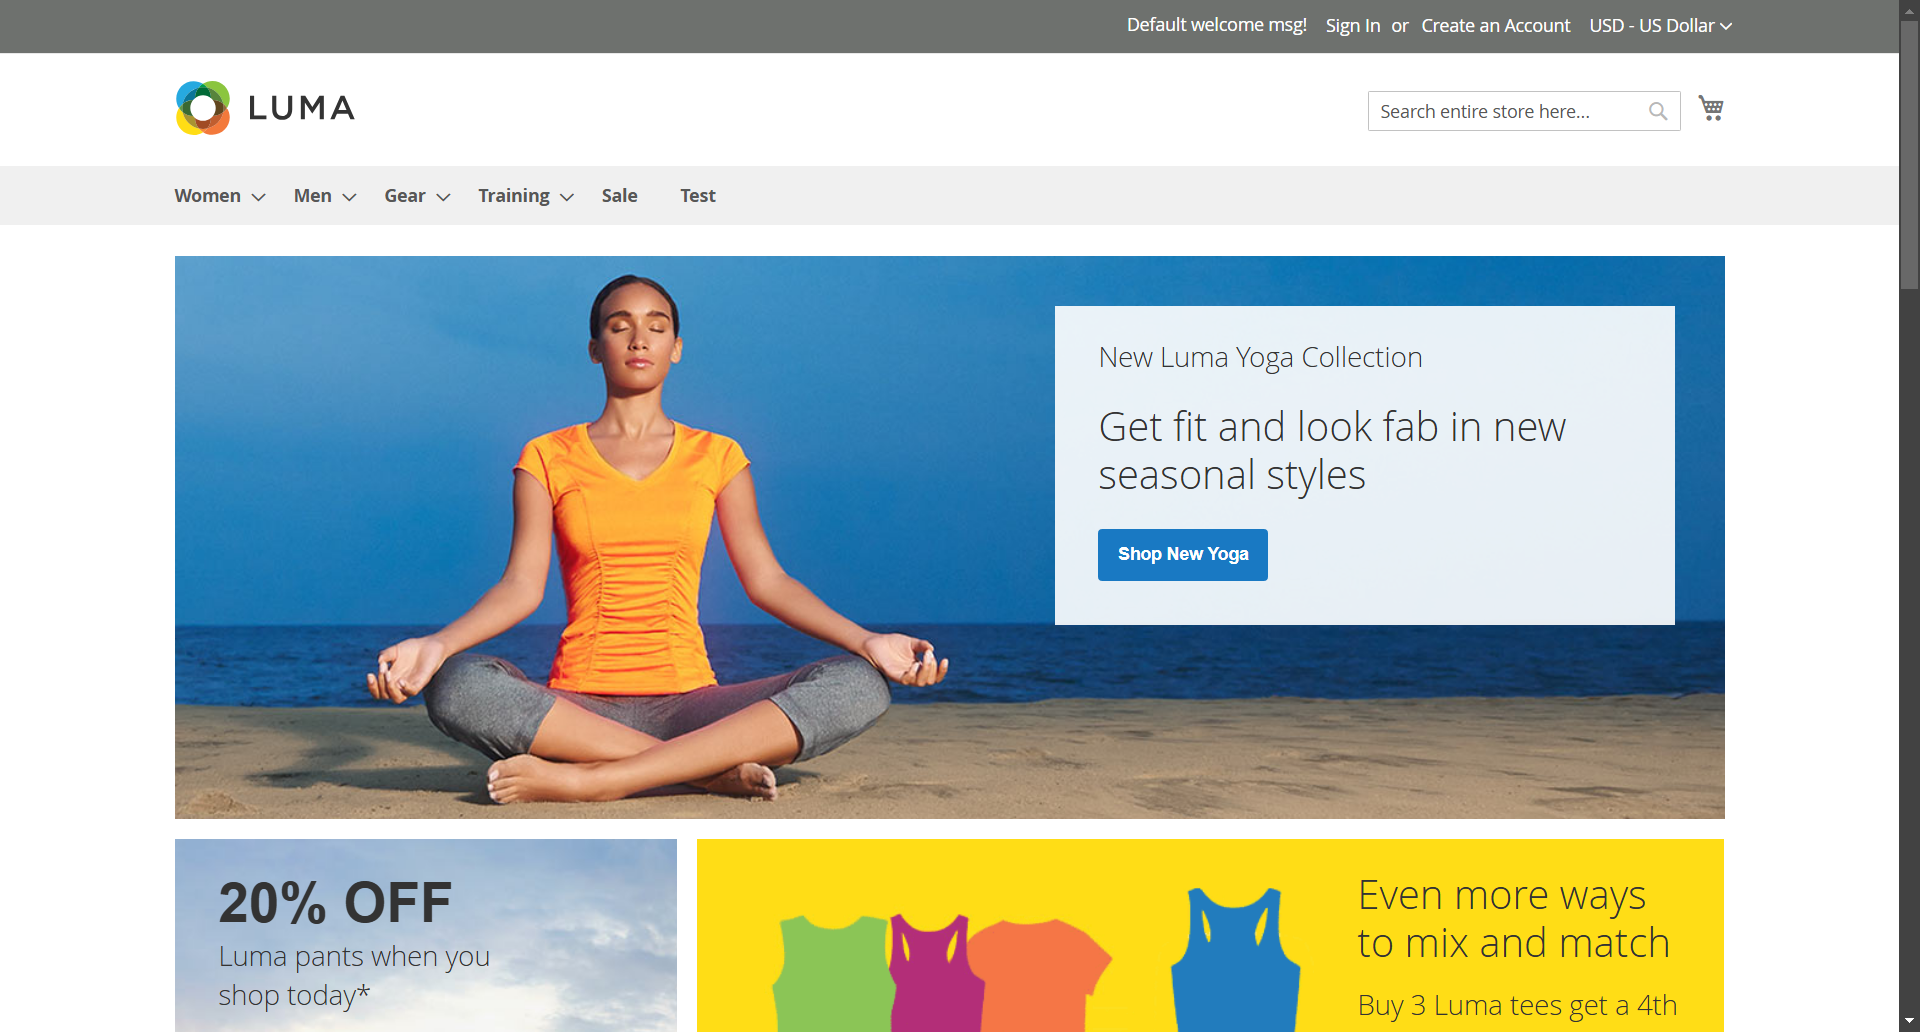 Default welcome msg! Sign In or Create an Account USD - US Dollar
LUMA
Search entire store here...
Women Men Gear Training Sale Test
New Luma Yoga Collection
Get fit and look fab in new
seasonal styles
Shop New Yoga
20% OFF
Luma pants when you
shop today*
Even more ways
to mix and match
Buy 3 Luma tees get a 4th